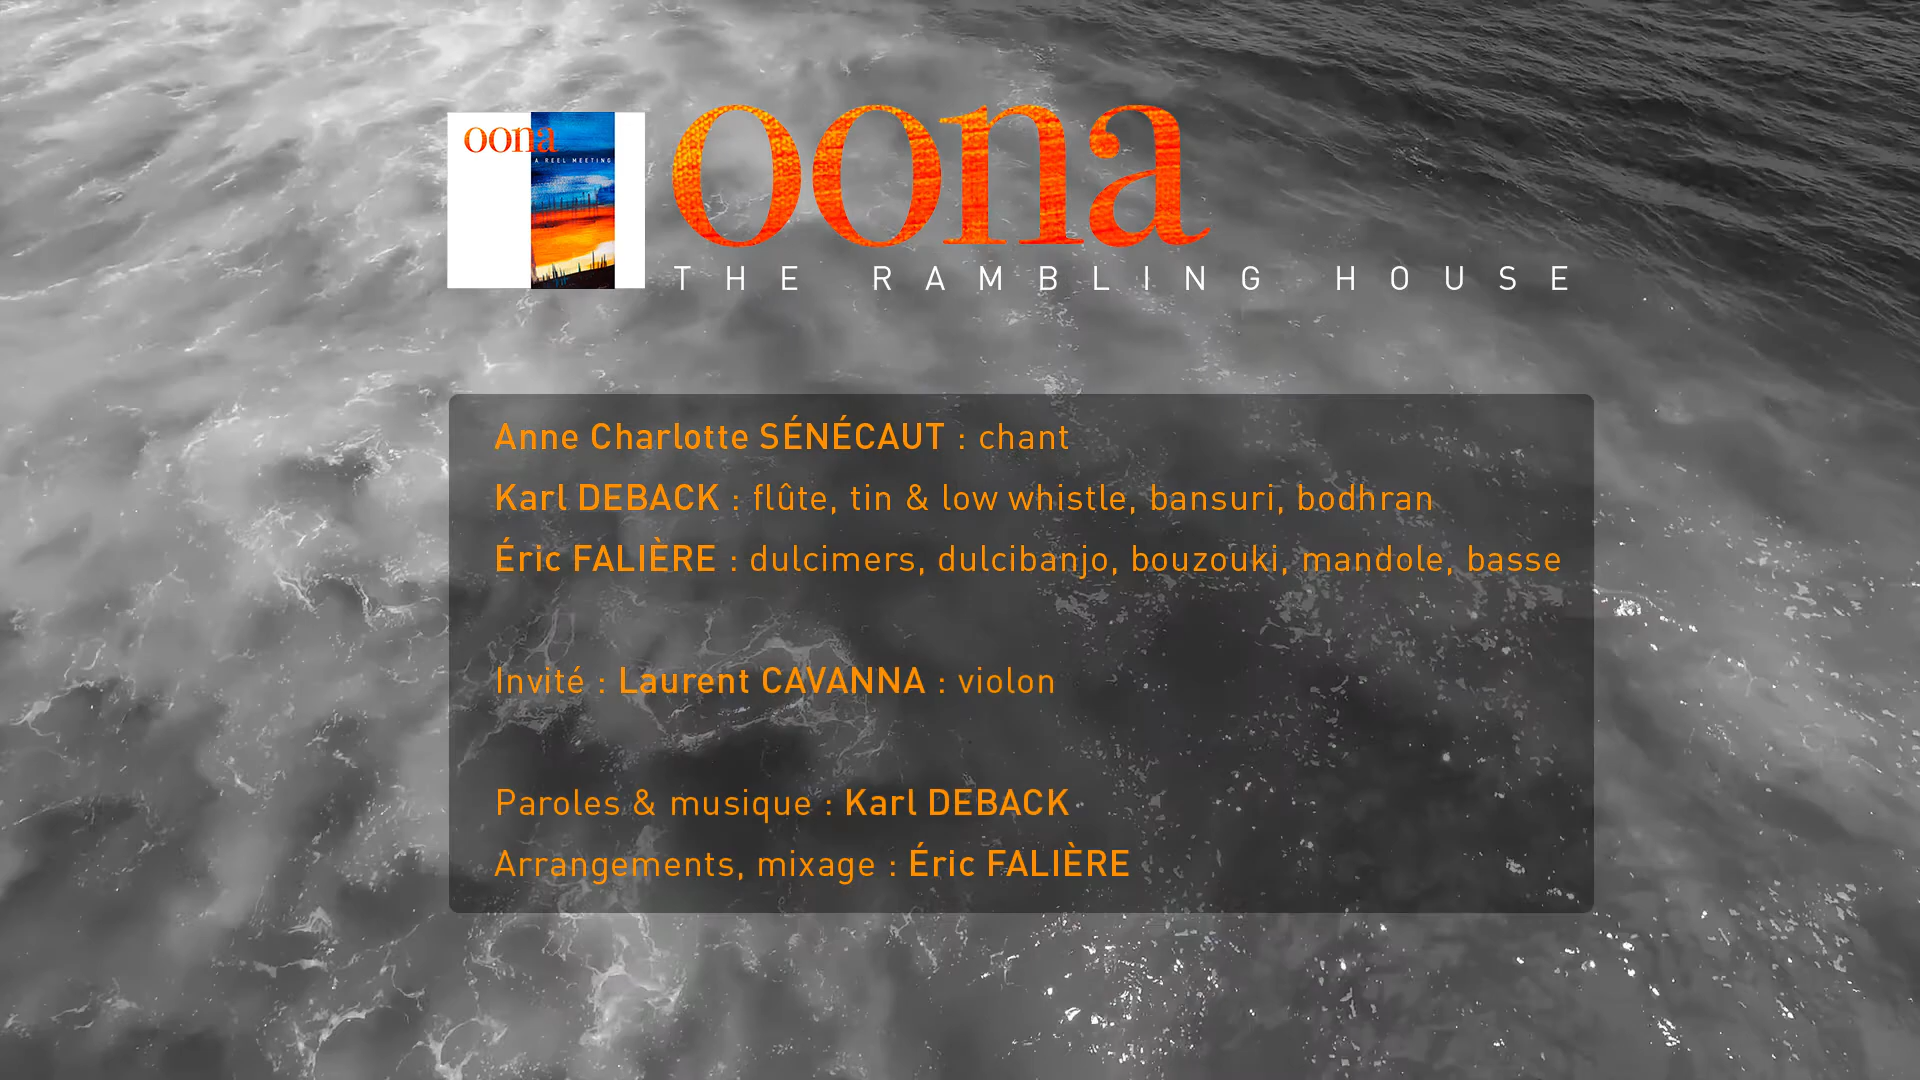 oona
A REEL MEETING
oona
THE RAMBLING HOUSE
Anne Charlotte SÉNÉCAUT : chant
Karl DEBACK : flûte, tin & low whistle, bansuri, bodhran
Éric FALIÈRE : dulcimers, dulcibanjo, bouzouki, mandole, basse
Invité : Laurent CAVANNA : violon
Paroles & musique : Karl DEBACK
Arrangements, mixage : Éric FALIÈRE